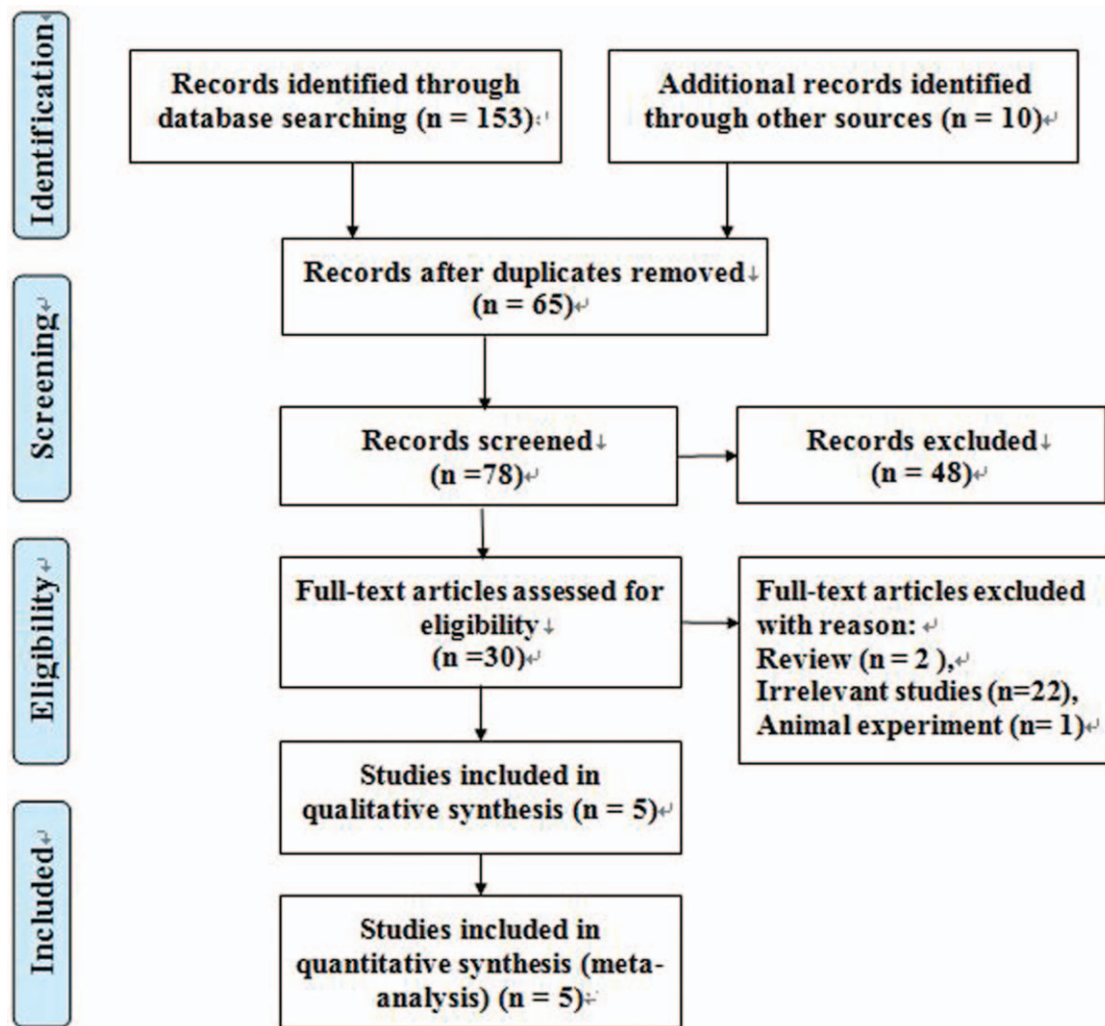 Identification
Records identified through
database searching (n = 153)
Additional records identified
through other sources (n = 10)
Records after duplicates removed
(n = 65)
Screening
Records screened
(n =78)
Records excluded
(n = 48)
Eligibility
Full-text articles assessed for
eligibility
(n =30)
Full-text articles excluded
with reason:
Review (n = 2 ),
Irrelevant studies (n=22),
Animal experiment (n= 1)
Included
Studies included in
qualitative synthesis (n = 5)
Studies included in
quantitative synthesis (meta-
analysis) (n = 5)